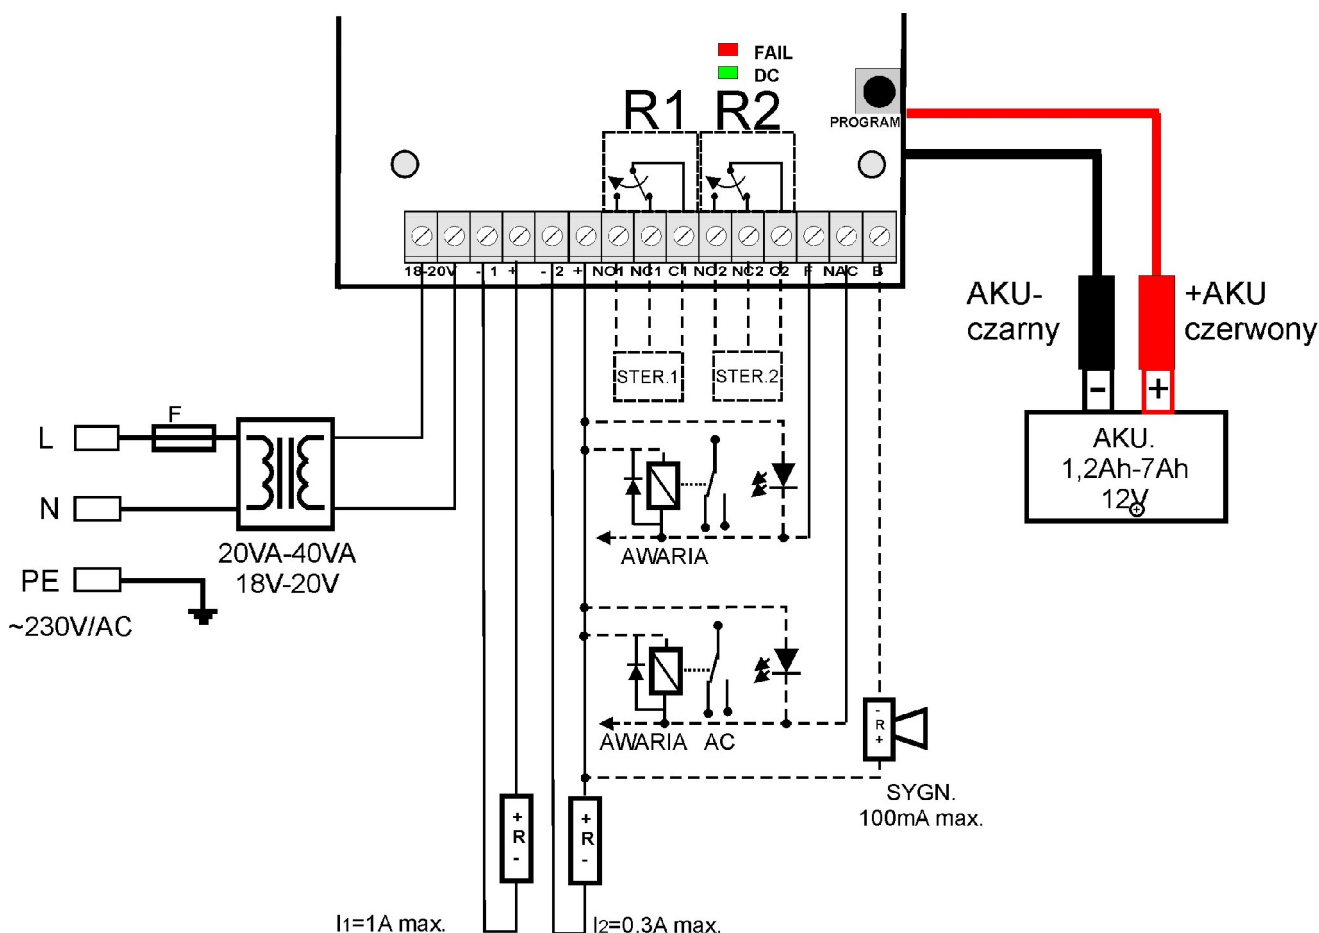 FAIL
DC
R1 R2
PROGRAM
18-20V - 1 + - 2 + NO1 NC1 C1 NO2 NC2 C2 F NAC B
AKU-
czarny
+AKU
czerwony
STER.1
STER.2
- +
AKU.
1,2Ah-7Ah
12V
F
L
N
20VA-40VA
18V-20V
PE
~230V/AC
AWARIA
AWARIA AC
-
R
+
SYGN.
100mA max.
+
R
-
+
R
-
I1=1A max.
I2=0.3A max.